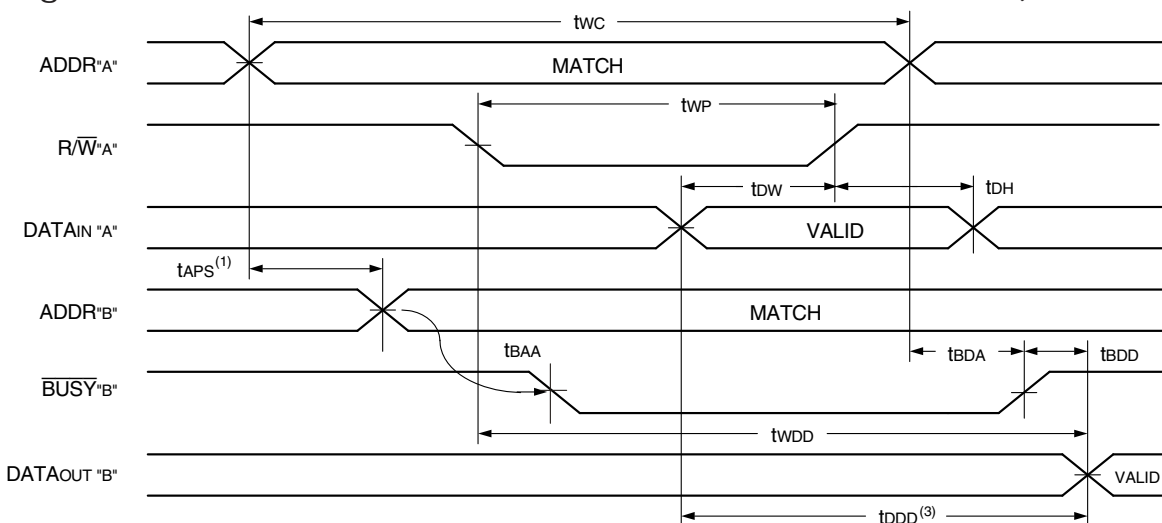 tWC
ADDR"A" MATCH
tWP
R/W̅"A"
tDW tDH
DATAIN "A" VALID
tAPS(1)
ADDR"B" MATCH
tBAA tBDA tBDD
B̅U̅S̅Y̅"B"
tWDD
DATAOUT "B" VALID
tDDD(3)